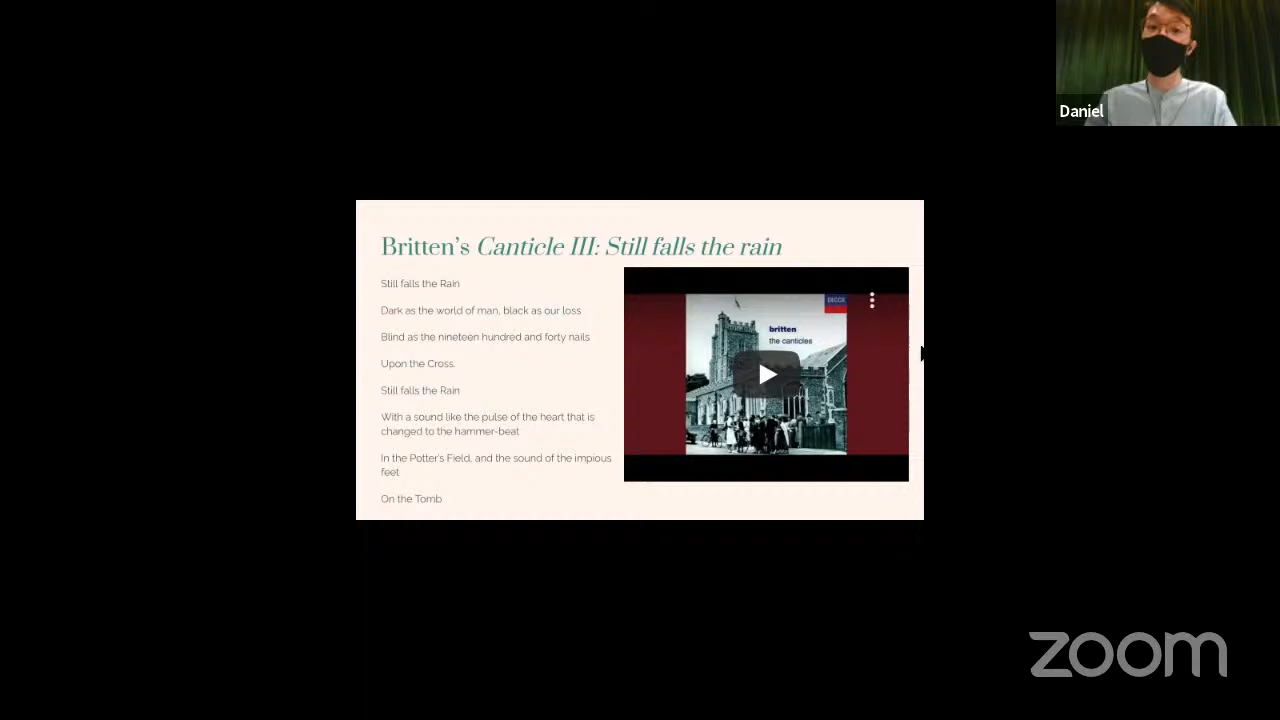 Daniel
Britten's Canticle III: Still falls the rain
Still falls the Rain
Dark as the world of man, black as our loss
Blind as the nineteen hundred and forty nails
Upon the Cross.
Still falls the Rain
With a sound like the pulse of the heart that is
changed to the hammer-beat
In the Potter's Field, and the sound of the impious
feet
On the Tomb
DECCA
britten
the canticles
zoom